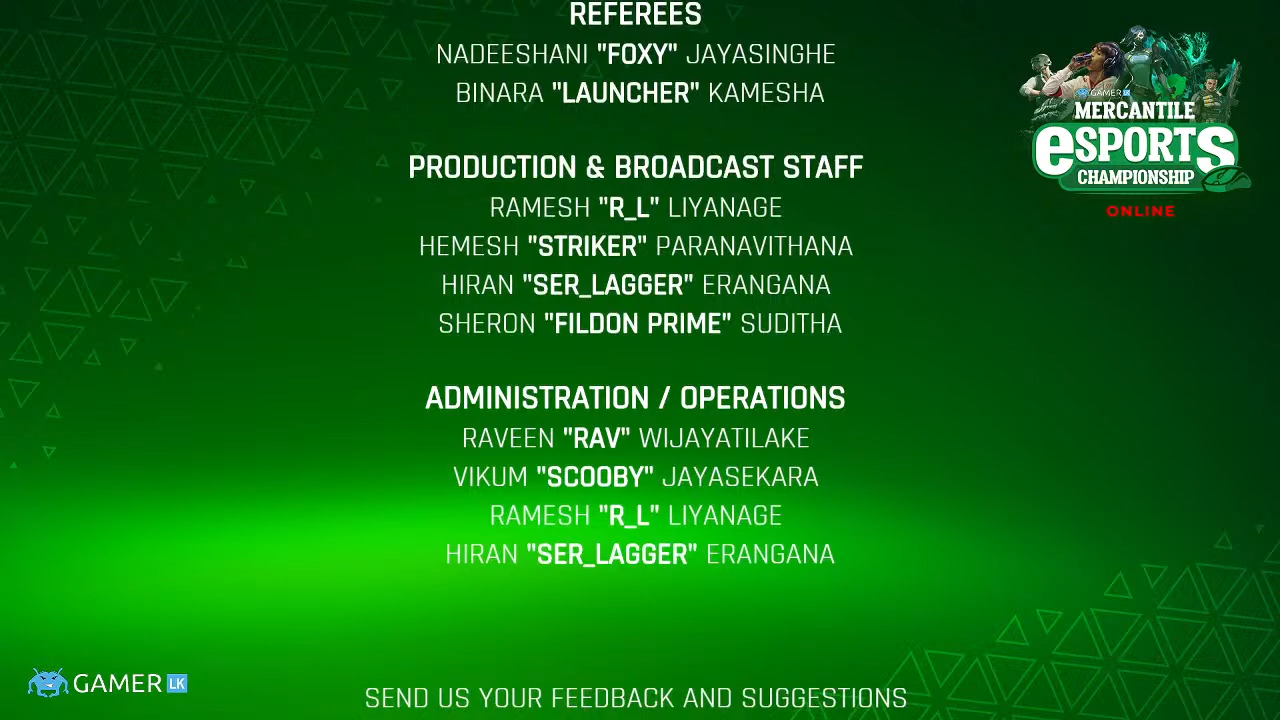 REFEREES
NADEESHANI "FOXY" JAYASINGHE
BINARA "LAUNCHER" KAMESHA
PRODUCTION & BROADCAST STAFF
RAMESH "R_L" LIYANAGE
HEMESH "STRIKER" PARANAVITHANA
HIRAN "SER_LAGGER" ERANGANA
SHERON "FILDON PRIME" SUDITHA
ADMINISTRATION / OPERATIONS
RAVEEN "RAV" WIJAYATILAKE
VIKUM "SCOOBY" JAYASEKARA
RAMESH "R_L" LIYANAGE
HIRAN "SER_LAGGER" ERANGANA
SEND US YOUR FEEDBACK AND SUGGESTIONS
GAMER LK
MERCANTILE
eSPORTS
CHAMPIONSHIP
ONLINE
GAMER LK